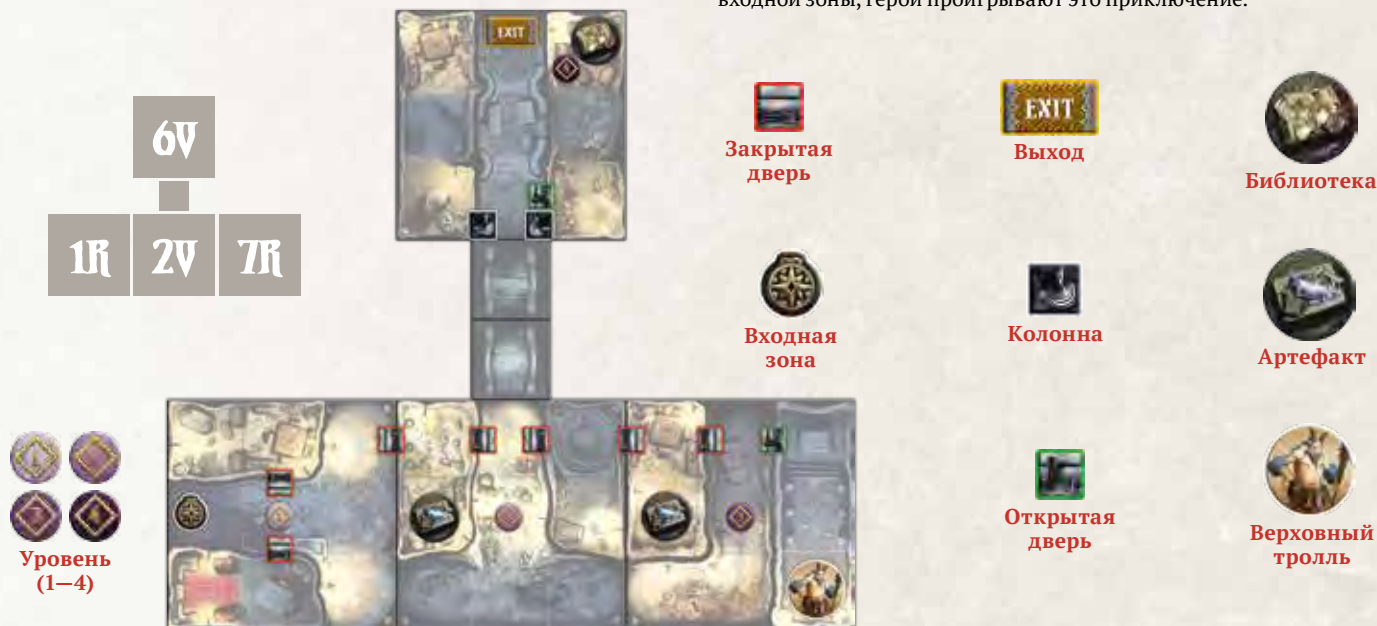 входной зоны, герои проигрывают это приключение.
EXIT
6V
1R 2V 7R
Закрытая
дверь
EXIT
Выход
Библиотека
Входная
зона
Колонна
Артефакт
Уровень
(1—4)
Открытая
дверь
Верховный
тролль